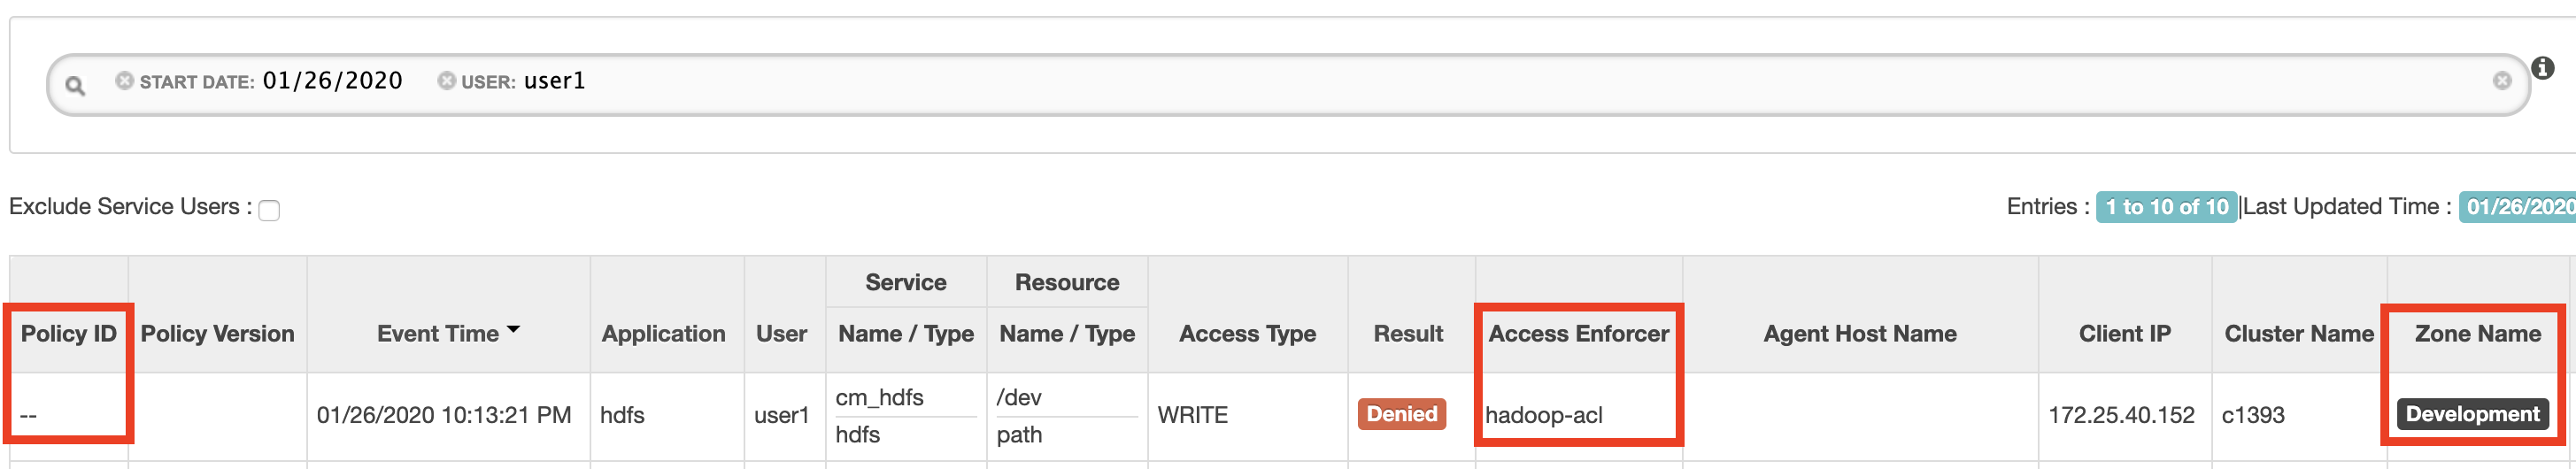 START DATE: 01/26/2020 USER: user1
Exclude Service Users :
Entries : 1 to 10 of 10 |Last Updated Time : 01/26/2020
Service Resource
Policy ID Policy Version Event Time Application User Name / Type Name / Type Access Type Result Access Enforcer Agent Host Name Client IP Cluster Name Zone Name
-- 01/26/2020 10:13:21 PM hdfs user1 cm_hdfs /dev WRITE Denied hadoop-acl 172.25.40.152 c1393 Development
hdfs path